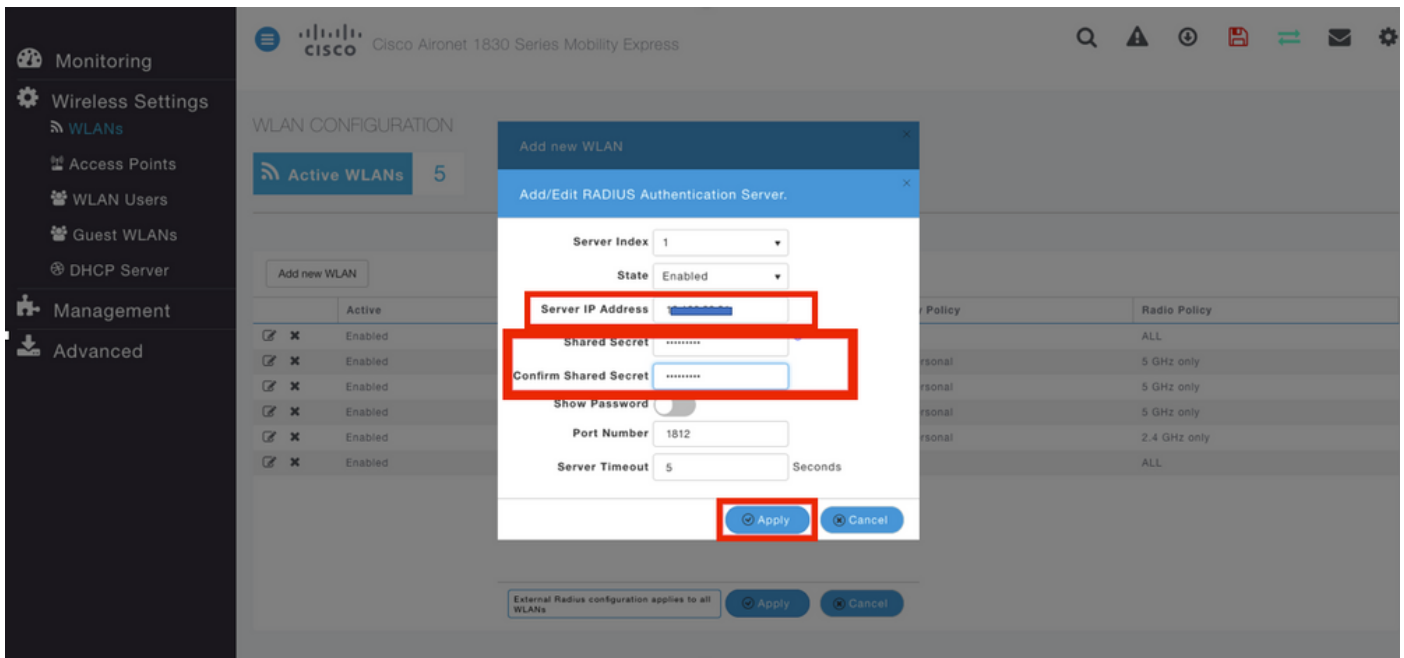 Monitoring
Wireless Settings
WLANs
Access Points
WLAN Users
Guest WLANs
DHCP Server
Management
Advanced
CISCO Cisco Aironet 1830 Series Mobility Express
WLAN CONFIGURATION
Active WLANs 5
Add new WLAN
Active Policy Radio Policy
Enabled ALL
Enabled rsonal 5 GHz only
Enabled rsonal 5 GHz only
Enabled rsonal 5 GHz only
Enabled rsonal 2.4 GHz only
Enabled ALL
Add new WLAN
Add/Edit RADIUS Authentication Server.
Server Index 1
State Enabled
Server IP Address
Shared Secret •••••••••
Confirm Shared Secret •••••••••
Show Password
Port Number 1812
Server Timeout 5 Seconds
Apply Cancel
External Radius configuration applies to all
WLANs
Apply Cancel